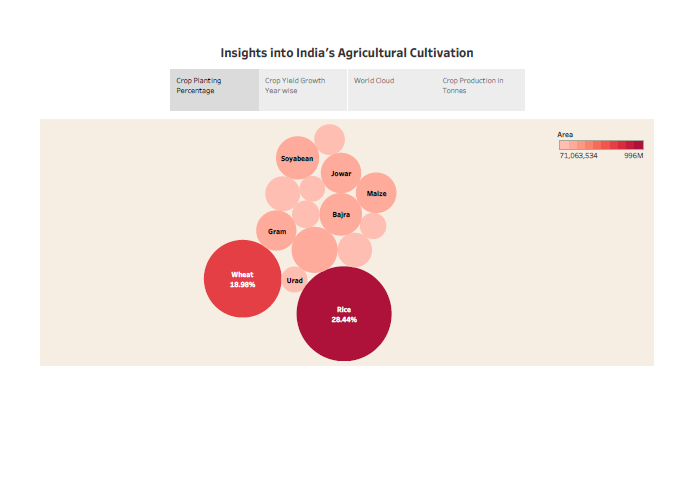 Insights into India's Agricultural Cultivation
Crop Planting
Percentage
Crop Yield Growth
Year wise
World Cloud
Crop Production in
Tonnes
Area
71,063,534
996M
Soyabean
Jowar
Maize
Bajra
Gram
Wheat
18.98%
Urad
Rice
28.44%